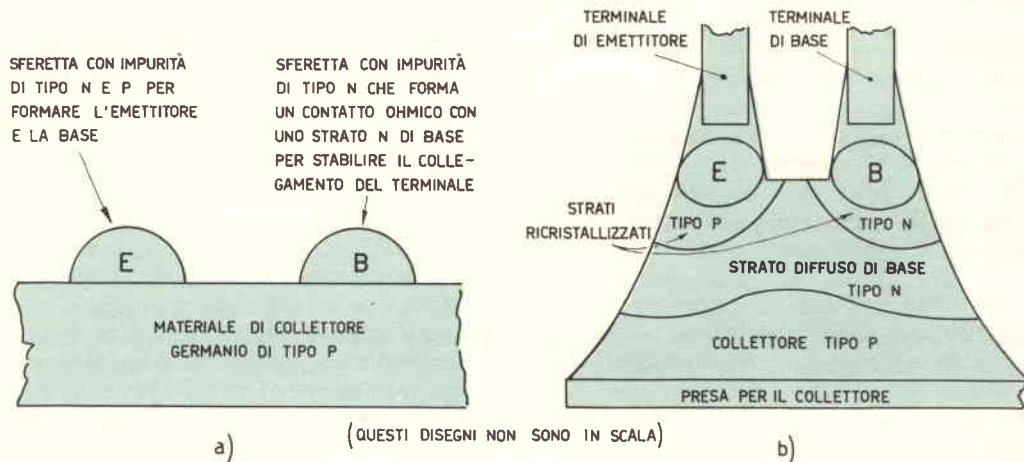 SFERETTA CON IMPURITÀ
DI TIPO N E P PER
FORMARE L'EMETTITORE
E LA BASE
SFERETTA CON IMPURITÀ
DI TIPO N CHE FORMA
UN CONTATTO OHMICO CON
UNO STRATO N DI BASE
PER STABILIRE IL COLLE-
GAMENTO DEL TERMINALE
E
B
MATERIALE DI COLLETTORE
GERMANIO DI TIPO P
a)
TERMINALE
DI EMETTITORE
TERMINALE
DI BASE
E
B
STRATI
RICRISTALLIZZATI
TIPO P
TIPO N
STRATO DIFFUSO DI BASE
TIPO N
COLLETTORE TIPO P
PRESA PER IL COLLETTORE
b)
(QUESTI DISEGNI NON SONO IN SCALA)